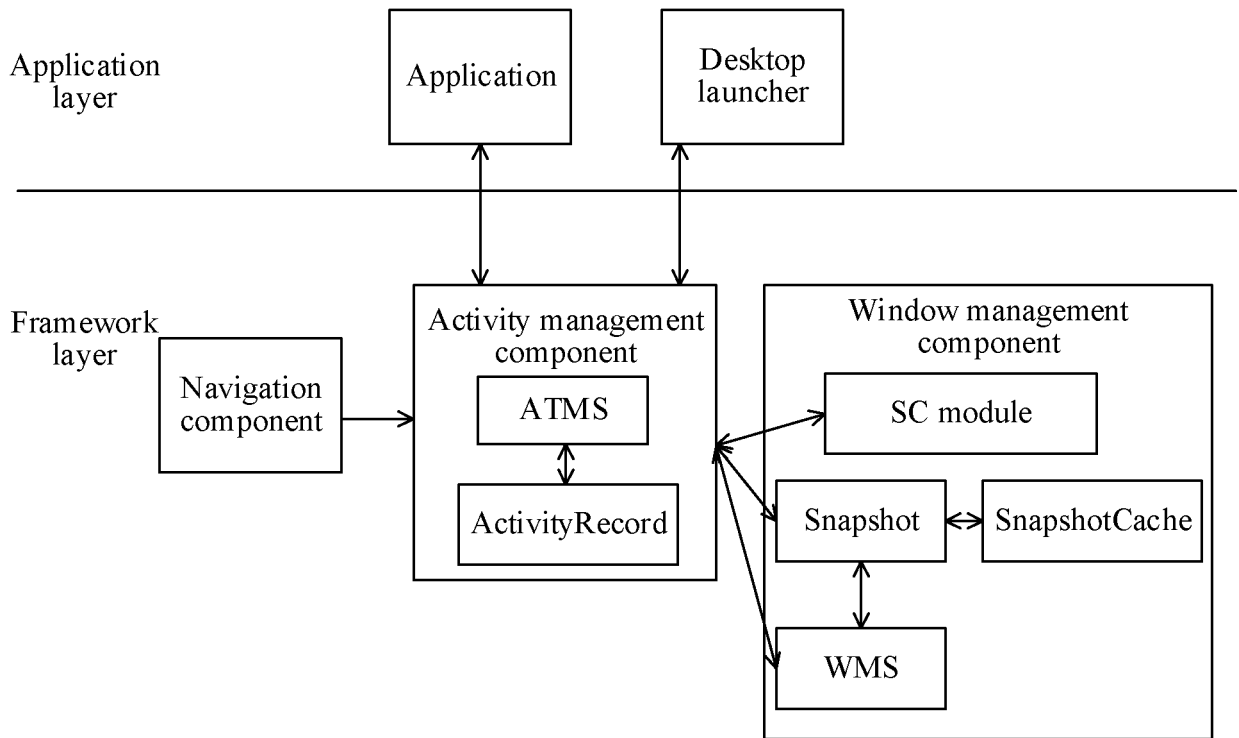 Application
layer
Application
Desktop
launcher
Framework
layer
Navigation
component
Activity management
component
ATMS
ActivityRecord
Window management
component
SC module
Snapshot
SnapshotCache
WMS